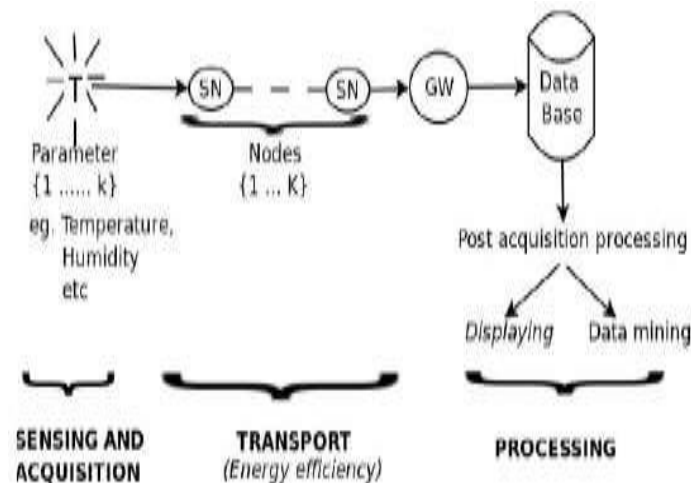 T
SN
SN
GW
Data
Base
Parameter
{1 ...... k}
eg. Temperature,
Humidity
etc
Nodes
{1 ... K}
Post acquisition processing
Displaying
Data mining
SENSING AND
ACQUISITION
TRANSPORT
(Energy efficiency)
PROCESSING